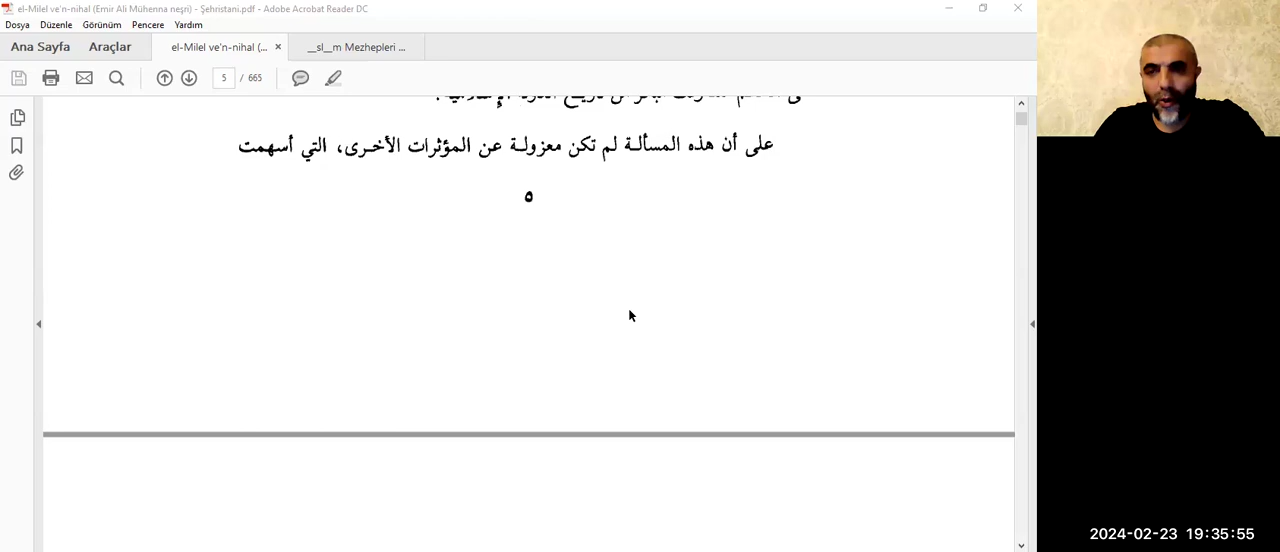 el-Milel ve'n-nihal (Emir Ali Mühenna neşri) - Şehristani.pdf - Adobe Acrobat Reader DC
Dosya Düzenle Görünüm Pencere Yardım
Ana Sayfa Araçlar el-Milel ve'n-nihal (... × __sl__m Mezhepleri ...
5 / 665
على أن هذه المسألة لم تكن معزولة عن المؤثرات الأخرى، التي أسهمت
٥
2024-02-23 19:35:55